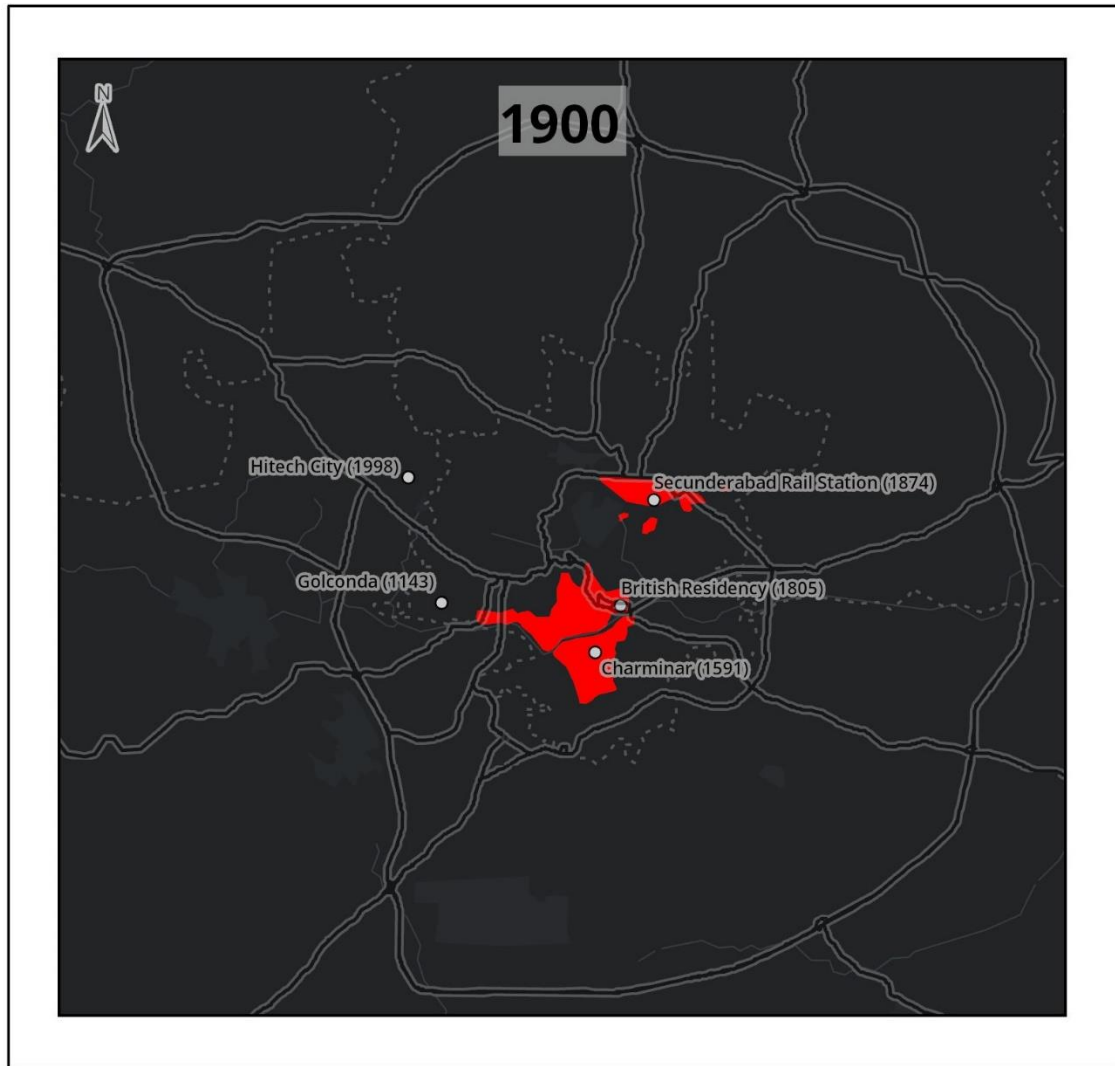 N
1900
Hitech City (1998)
Secunderabad Rail Station (1874)
Golconda (1143)
British Residency (1805)
Charminar (1591)